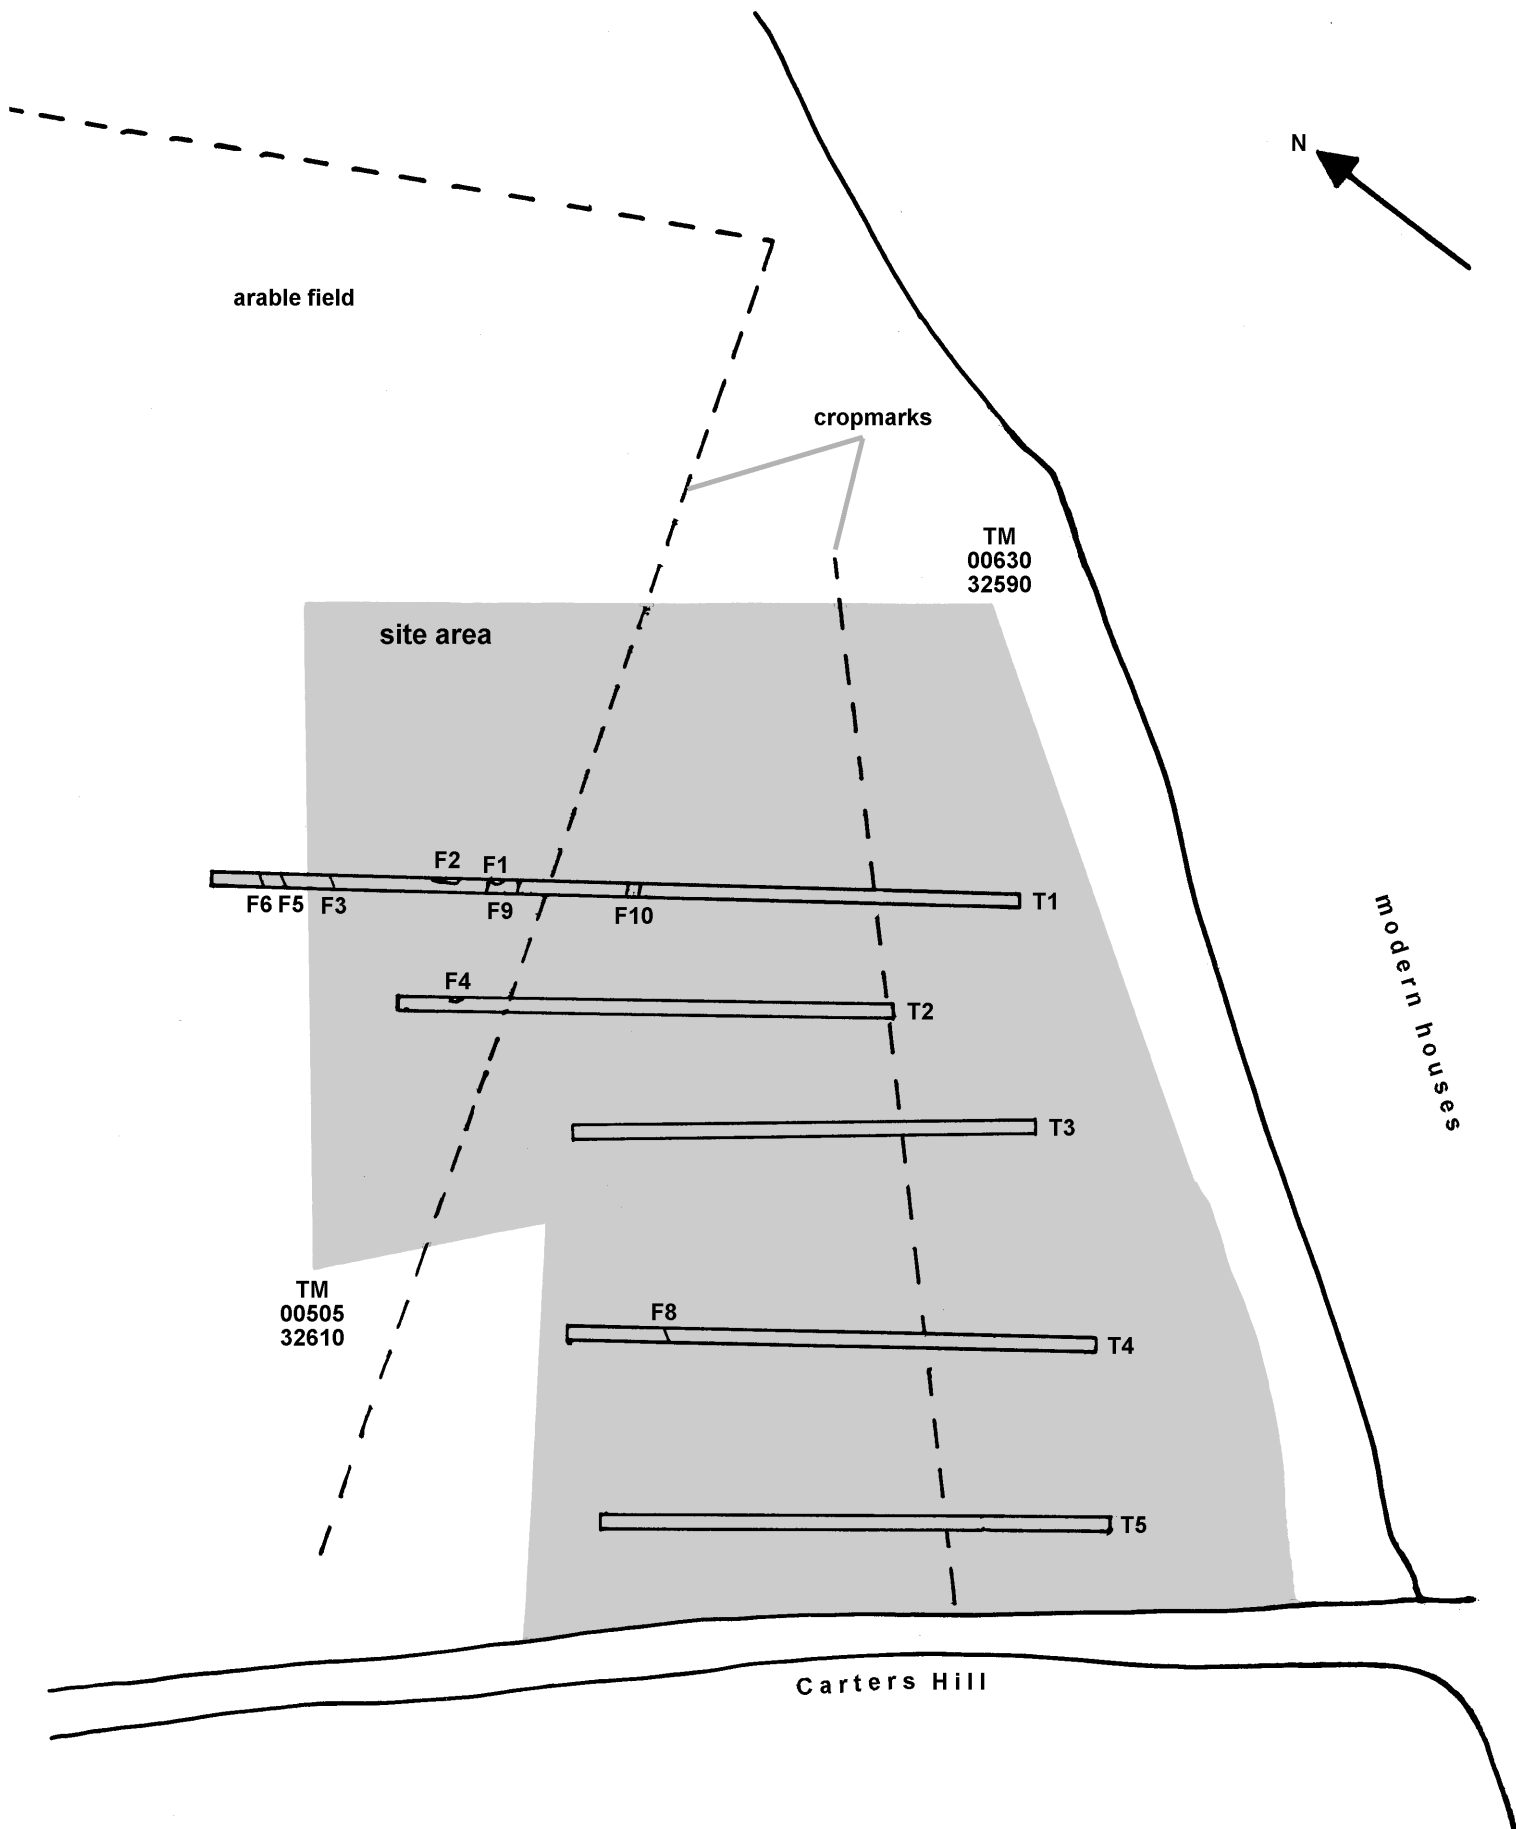 N
arable field
cropmarks
TM
00630
32590
site area
F2
F1
F6 F5 F3
F9
F10
T1
F4
T2
modern houses
T3
TM
00505
32610
F8
T4
T5
Carters Hill